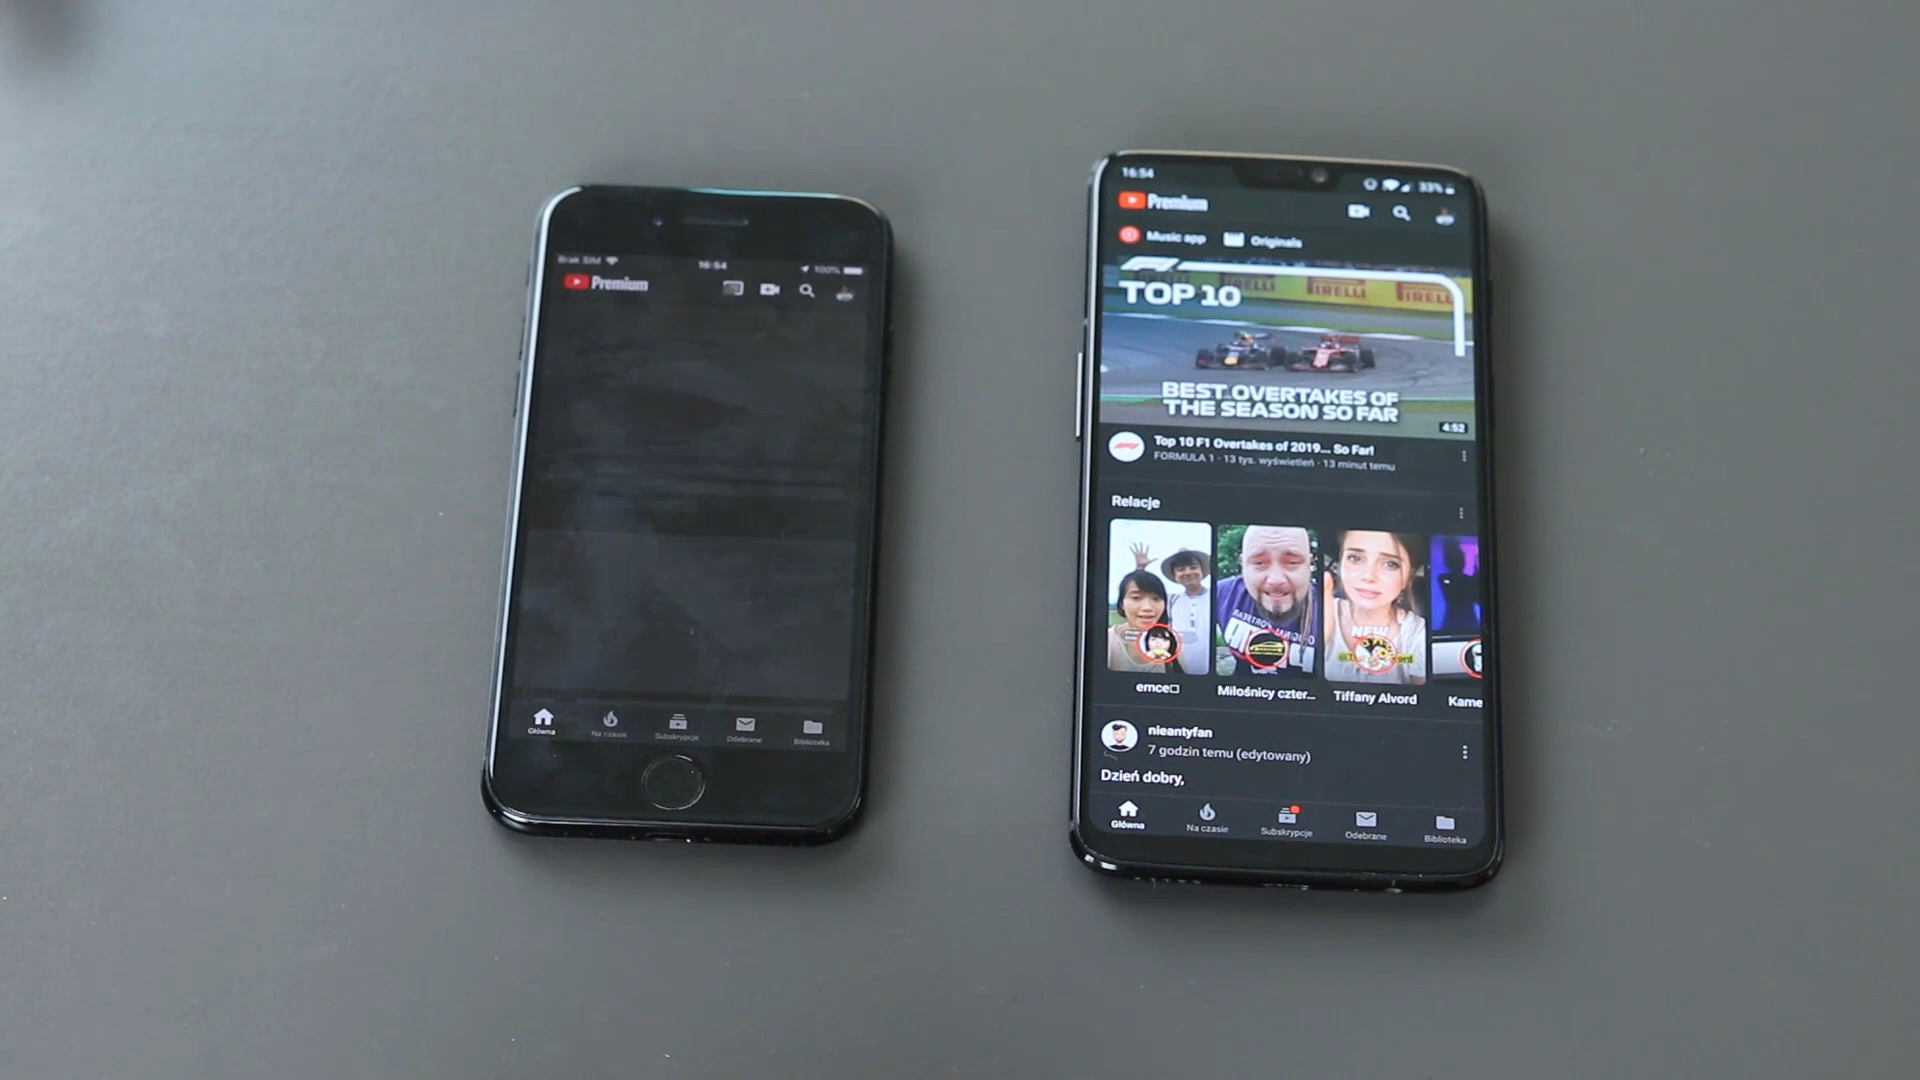 Brak SIM
16:54
100%
Premium
Główna
Na czasie
Subskrypcje
Odebrane
Biblioteka
16:54
33%
Premium
Music app
Originals
F1
TOP 10
PIRELLI
PIRELLI
BEST OVERTAKES OF
THE SEASON SO FAR
4:52
Top 10 F1 Overtakes of 2019... So Far!
FORMULA 1 · 13 tys. wyświetleń · 13 minut temu
Relacje
NEW
emce□
Miłośnicy czter...
Tiffany Alvord
Kame
nieantyfan
7 godzin temu (edytowany)
Dzień dobry,
Główna
Na czasie
Subskrypcje
Odebrane
Biblioteka